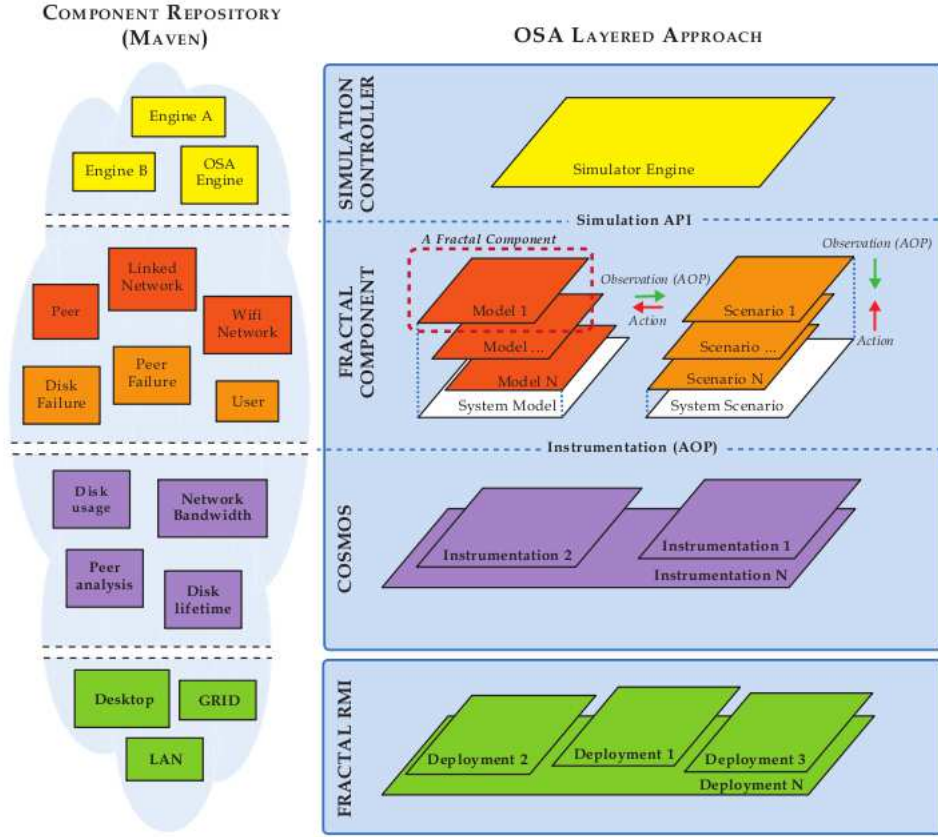 COMPONENT REPOSITORY
(MAVEN)
Engine A
Engine B
OSA
Engine
Linked
Network
Peer
Wifi
Network
Peer
Failure
Disk
Failure
User
Disk
usage
Network
Bandwidth
Peer
analysis
Disk
lifetime
Desktop
GRID
LAN
OSA LAYERED APPROACH
SIMULATION
CONTROLLER
Simulator Engine
Simulation API
FRACTAL
COMPONENT
A Fractal Component
Model 1
Model ...
Model N
System Model
Observation (AOP)
Action
Scenario 1
Scenario ...
Scenario N
System Scenario
Observation (AOP)
Action
Instrumentation (AOP)
COSMOS
Instrumentation 2
Instrumentation 1
Instrumentation N
FRACTAL RMI
Deployment 2
Deployment 1
Deployment 3
Deployment N